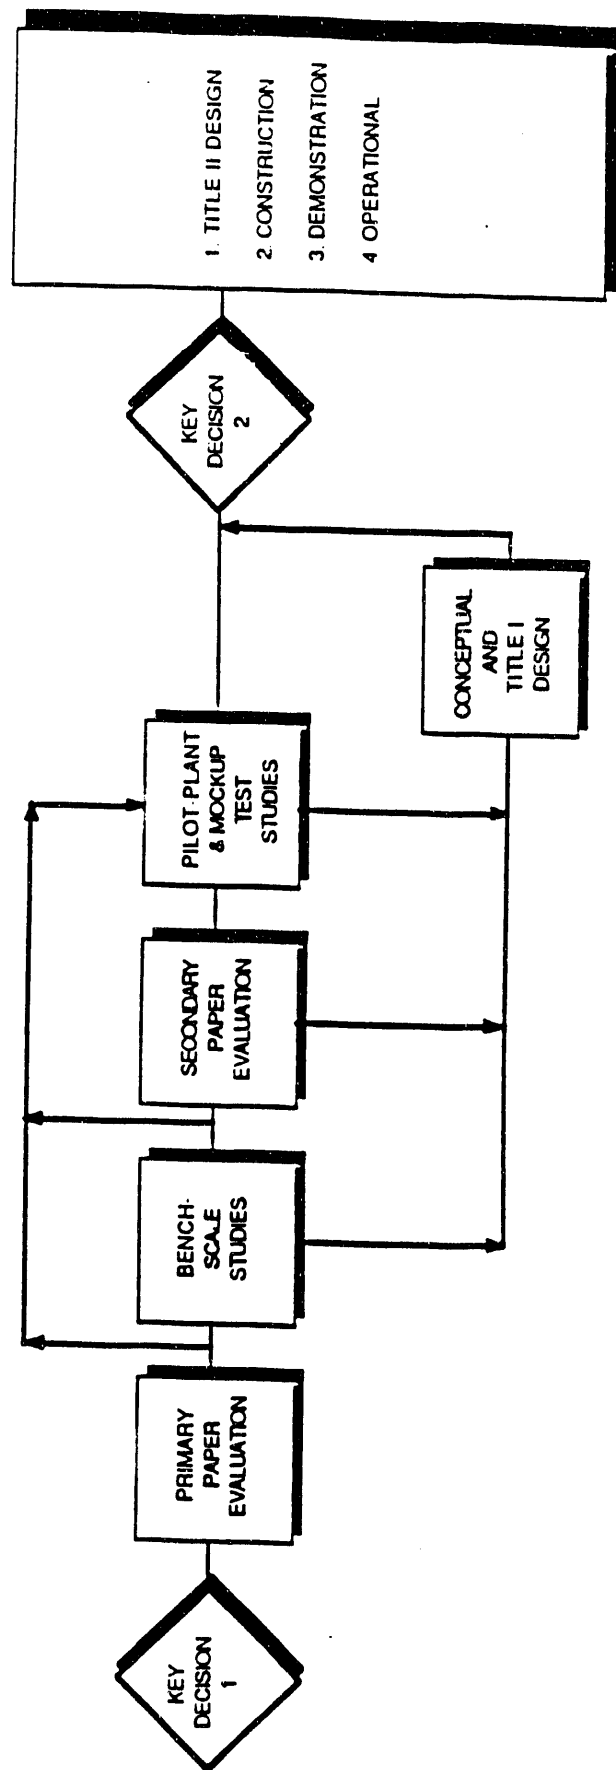 KEY
DECISION
1
PRIMARY
PAPER
EVALUATION
BENCH-
SCALE
STUDIES
SECONDARY
PAPER
EVALUATION
PILOT-PLANT
& MOCKUP
TEST
STUDIES
CONCEPTUAL
AND
TITLE I
DESIGN
KEY
DECISION
2
1. TITLE II DESIGN
2. CONSTRUCTION
3. DEMONSTRATION
4 OPERATIONAL